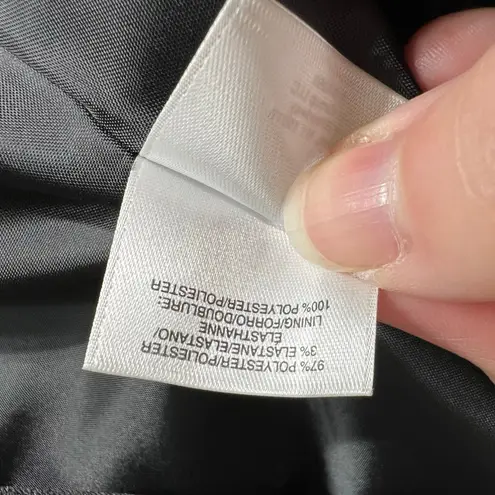 97% POLYESTER/POLIESTER
3% ELASTANE/ELASTANO/
ELASTHANNE
LINING/FORRO/DOUBLURE:
100% POLYESTER/POLIESTER